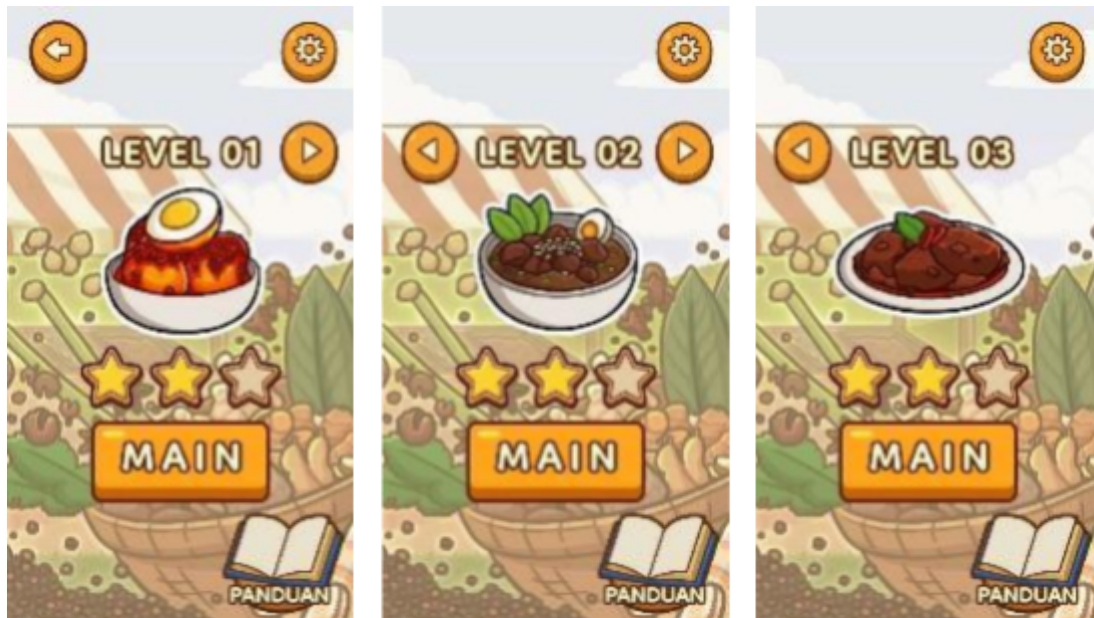 LEVEL 01
MAIN
PANDUAN
LEVEL 02
MAIN
PANDUAN
LEVEL 03
MAIN
PANDUAN